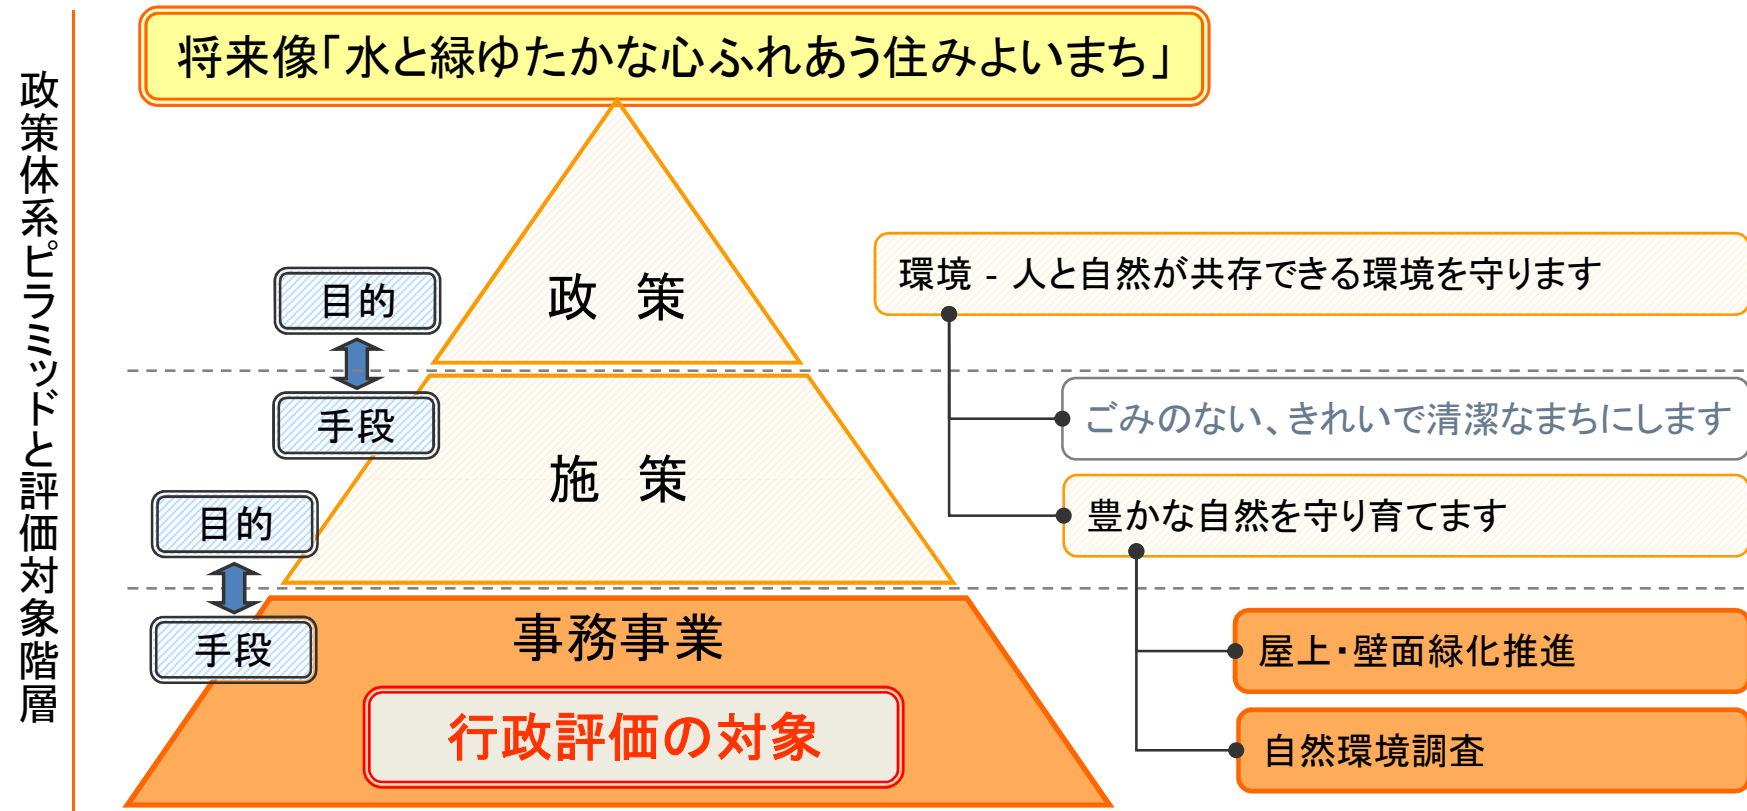 政策体系ピラミッドと評価対象階層
将来像「水と緑ゆたかな心ふれあう住みよいまち」
政 策
目的
手段
環境 - 人と自然が共存できる環境を守ります
施 策
目的
手段
ごみのない、きれいで清潔なまちにします
豊かな自然を守り育てます
事務事業
行政評価の対象
屋上・壁面緑化推進
自然環境調査